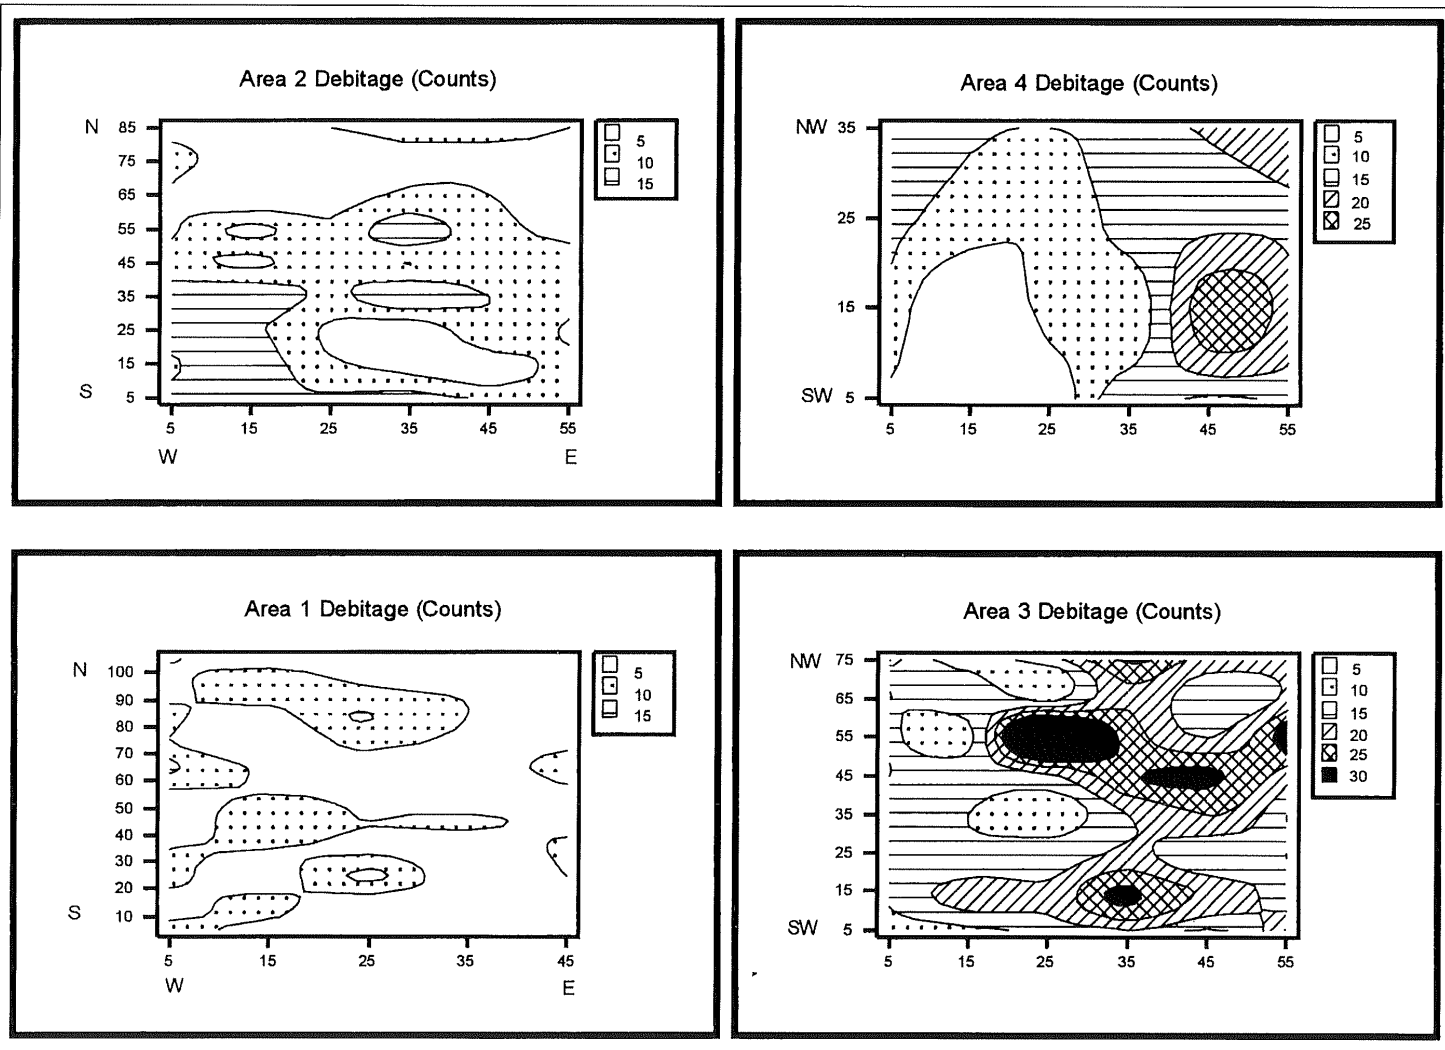 Area 2 Debitage (Counts)
N 85
75
65
55
45
35
25
15
S 5
5 15 25 35 45 55
W E
5
10
15
Area 4 Debitage (Counts)
NW 35
25
15
SW 5
5 15 25 35 45 55
5
10
15
20
25
Area 1 Debitage (Counts)
N 100
90
80
70
60
50
40
30
20
S 10
5 15 25 35 45
W E
5
10
15
Area 3 Debitage (Counts)
NW 75
65
55
45
35
25
15
SW 5
5 15 25 35 45 55
5
10
15
20
25
30